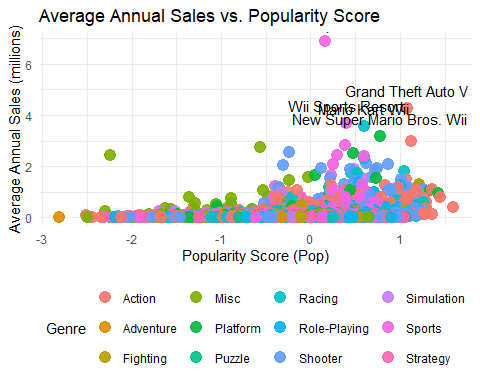 Average Annual Sales vs. Popularity Score
Average Annual Sales (millions)
6
4
2
0
Grand Theft Auto V
Wii Sports Resort
Mario Kart Wii
New Super Mario Bros. Wii
-3 -2 -1 0 1
Popularity Score (Pop)
Genre
Action Misc Racing Simulation
Adventure Platform Role-Playing Sports
Fighting Puzzle Shooter Strategy